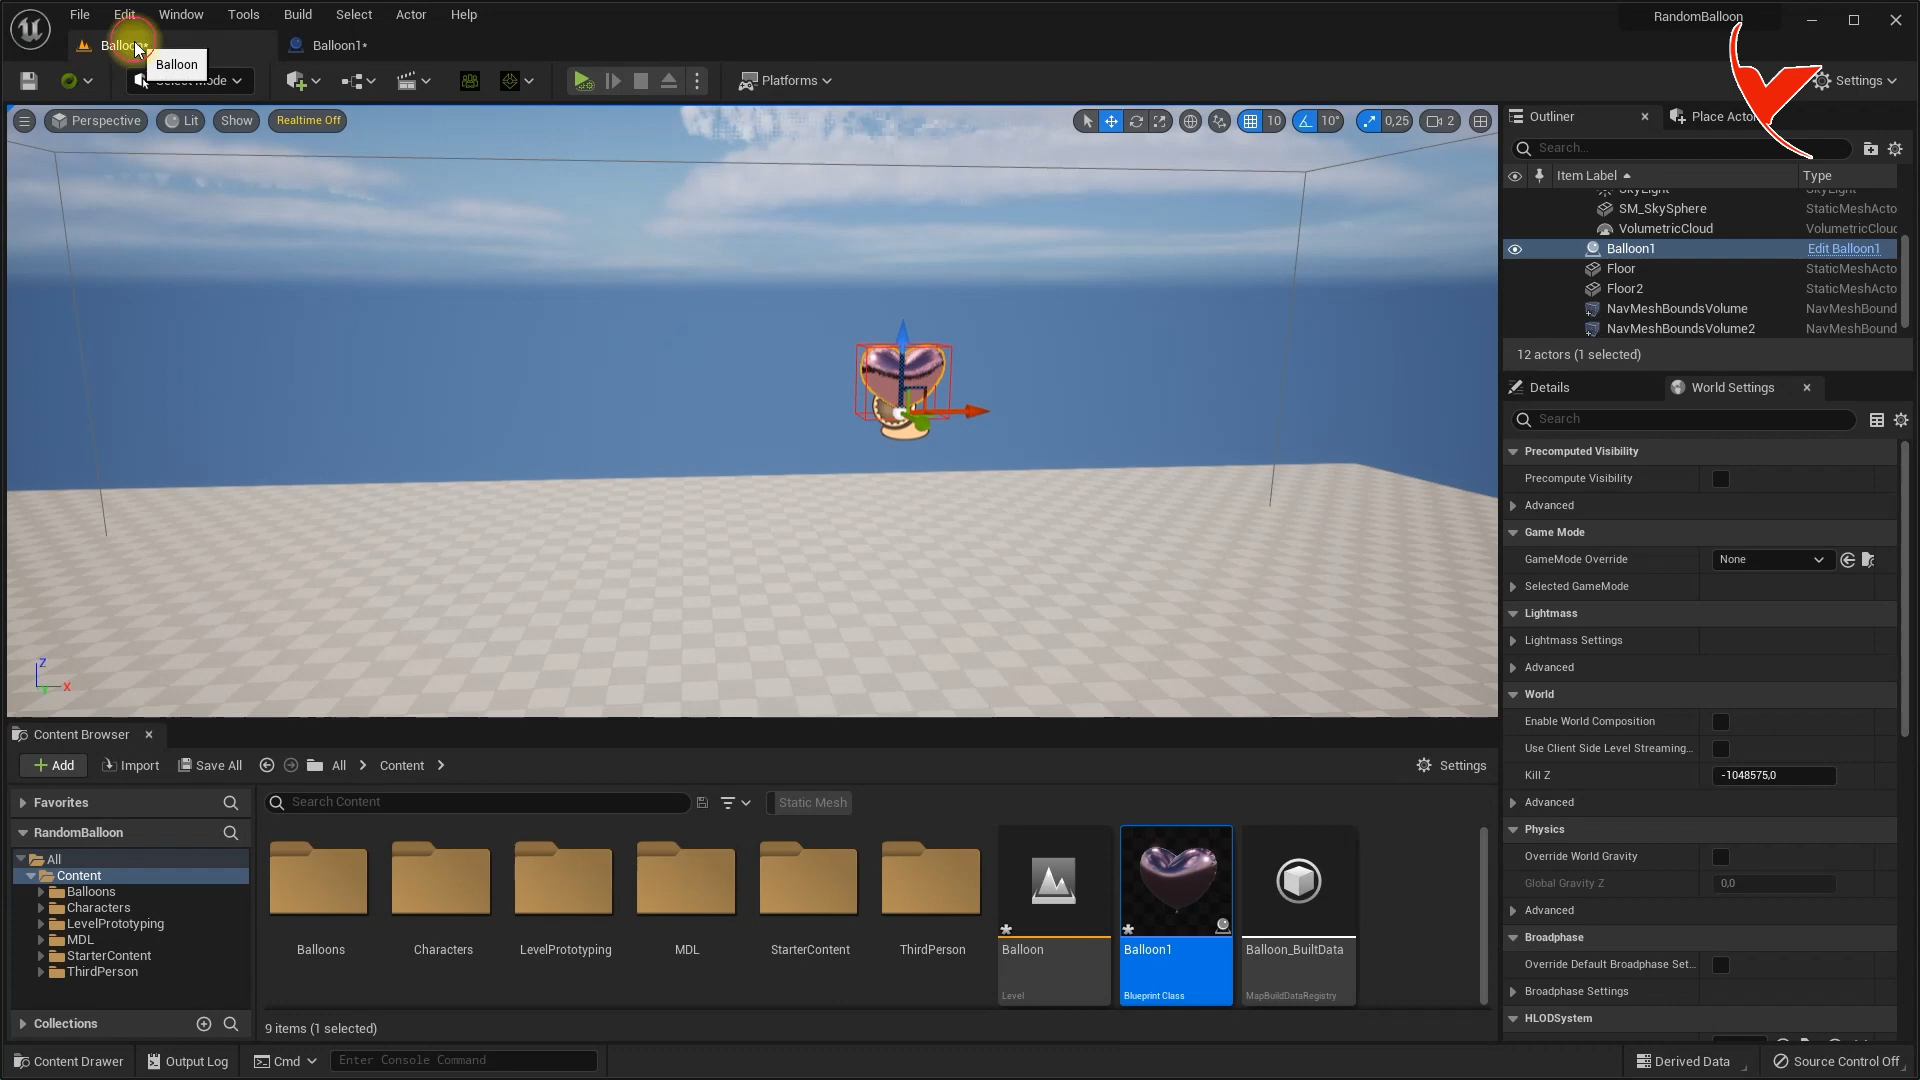 File Edit Window Tools Build Select Actor Help
RandomBalloon
Balloon*
Balloon1*
Balloon
Platforms
Settings
Perspective Lit Show Realtime Off
10 10° 0,25 2
Outliner
Search...
Item Label Type
SM_SkySphere StaticMeshActo
VolumetricCloud VolumetricClouc
Balloon1 Edit Balloon1
Floor StaticMeshActo
Floor2 StaticMeshActo
NavMeshBoundsVolume NavMeshBound
NavMeshBoundsVolume2 NavMeshBound
12 actors (1 selected)
Details World Settings
Search
Precomputed Visibility
Precompute Visibility
Advanced
Game Mode
GameMode Override None
Selected GameMode
Lightmass
Lightmass Settings
Advanced
World
Enable World Composition
Use Client Side Level Streaming...
Kill Z -1048575,0
Advanced
Physics
Override World Gravity
Global Gravity Z 0,0
Advanced
Broadphase
Override Default Broadphase Set...
Broadphase Settings
HLODSystem
Z
X
Content Browser
Add Import Save All All Content Settings
Favorites
Search Content
Static Mesh
RandomBalloon
All
Content
Balloons
Characters
LevelPrototyping
MDL
StarterContent
ThirdPerson
Collections
Balloons Characters LevelPrototyping MDL StarterContent ThirdPerson Balloon Balloon1 Balloon_BuiltData
Level Blueprint Class MapBuildDataRegistry
9 items (1 selected)
Content Drawer Output Log Cmd Enter Console Command Derived Data Source Control Off